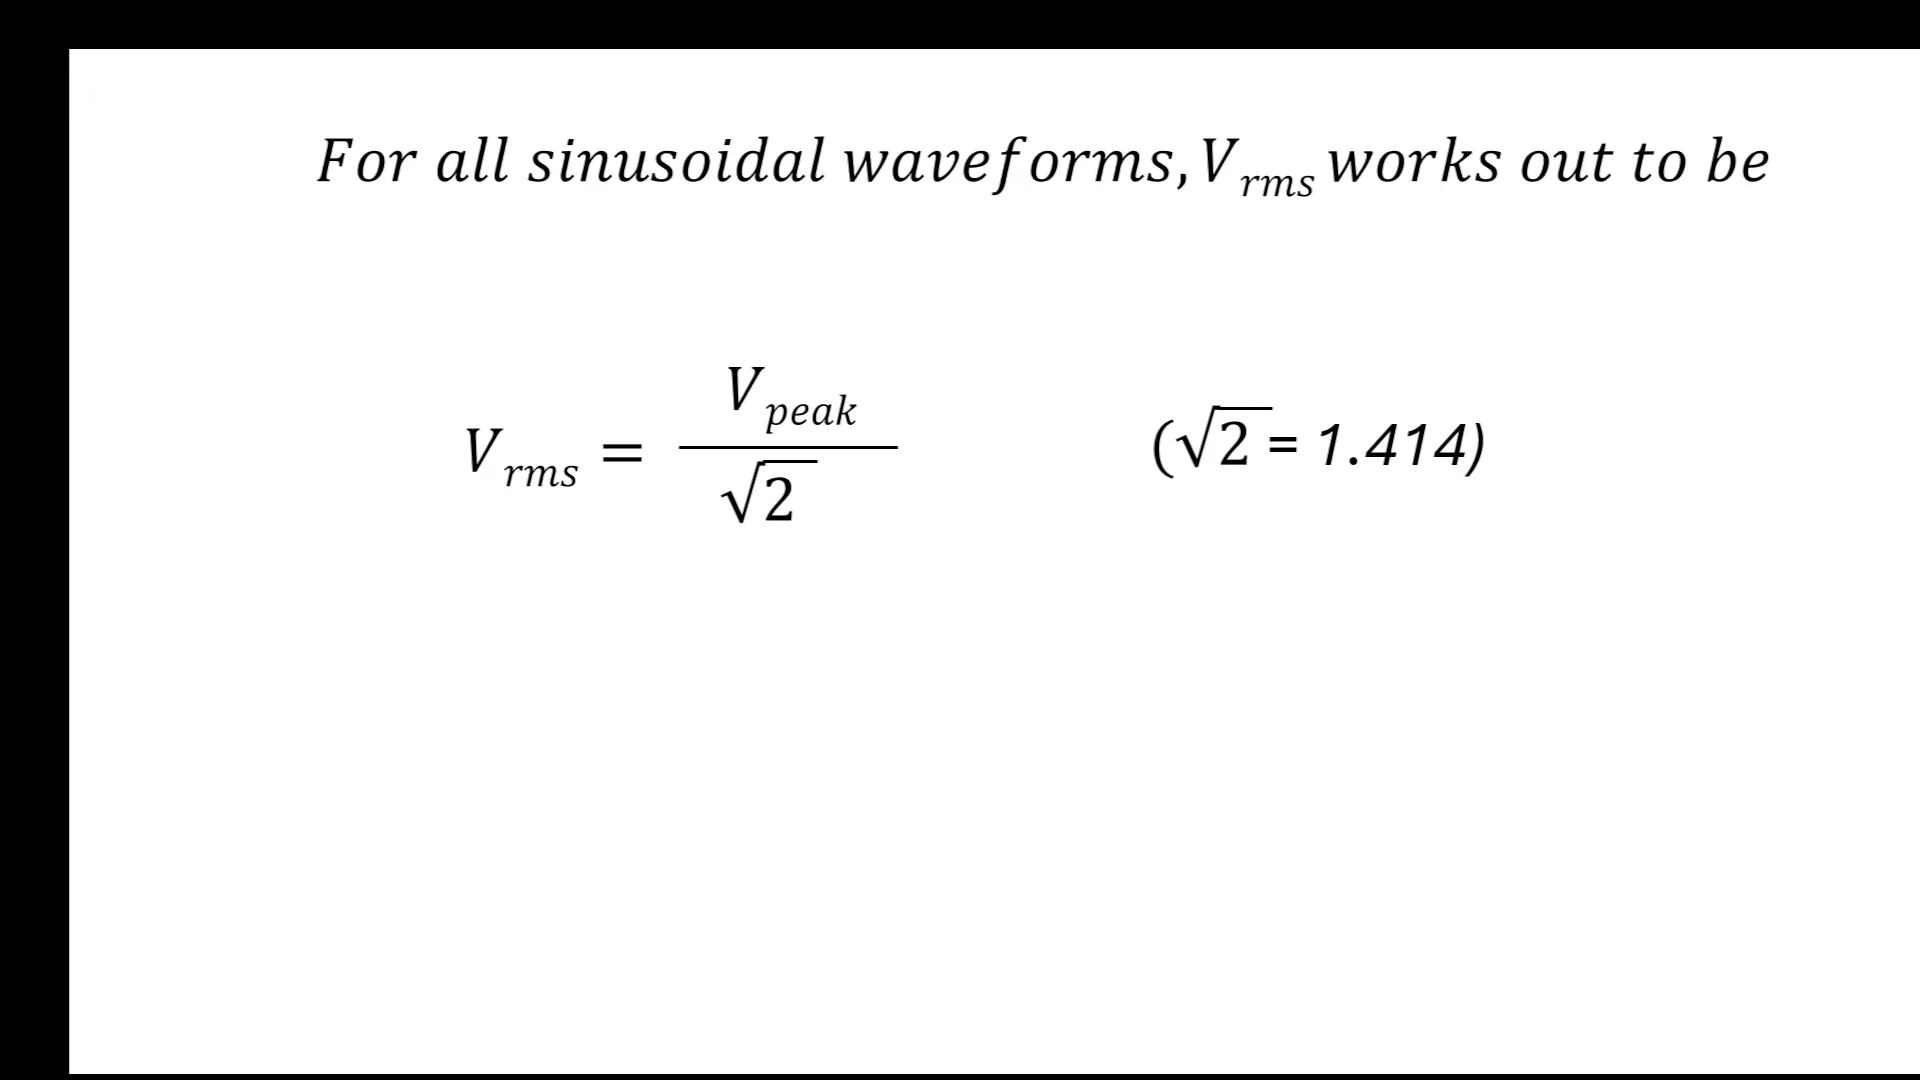 For all sinusoidal waveforms, V_rms works out to be
V_rms = V_peak / √2 (√2 = 1.414)